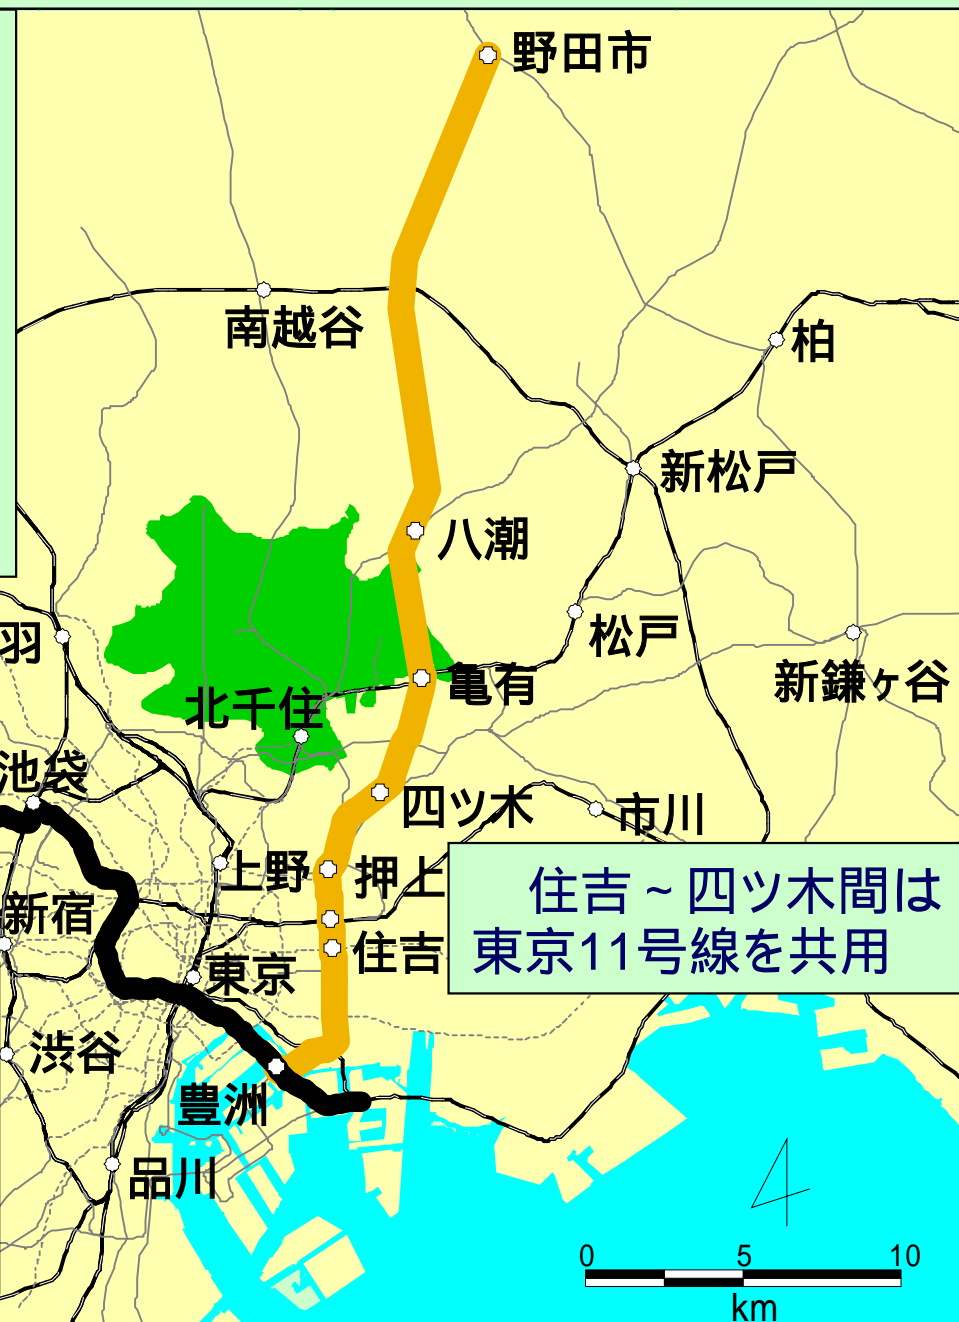 野田市
南越谷
柏
新松戸
八潮
羽
松戸
亀有
新鎌ヶ谷
北千住
池袋
四ツ木
市川
上野
押上
新宿
住吉～四ツ木間は
東京11号線を共用
住吉
東京
渋谷
豊洲
品川
0 5 10
km